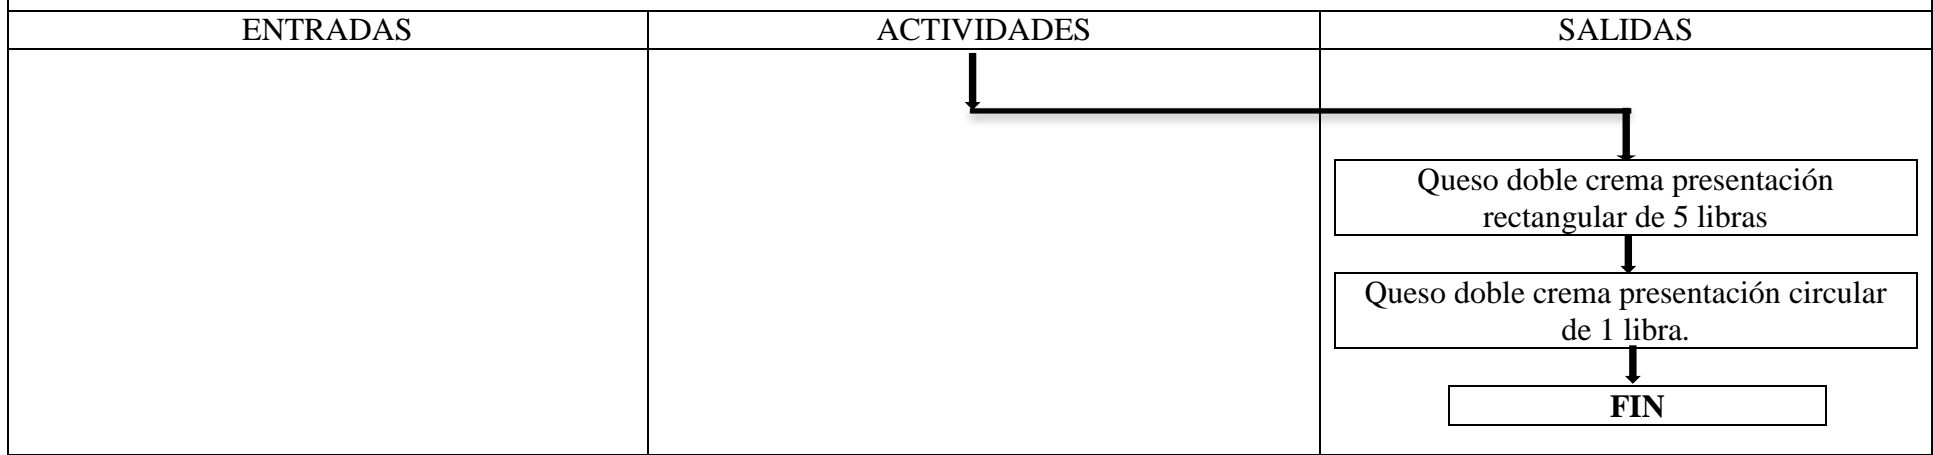 ENTRADAS
ACTIVIDADES
SALIDAS
Queso doble crema presentación
rectangular de 5 libras
Queso doble crema presentación circular
de 1 libra.
FIN